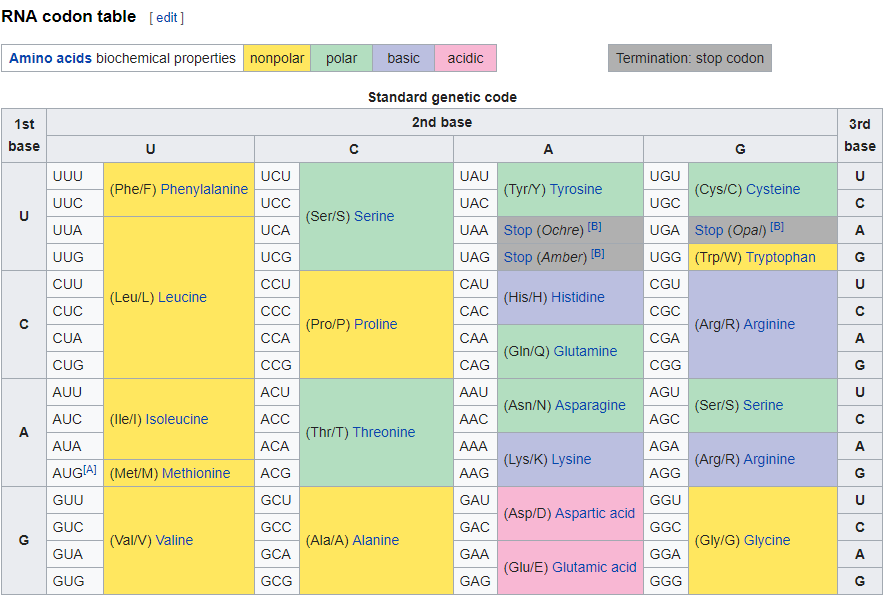 RNA codon table [ edit ]
Amino acids biochemical properties nonpolar polar basic acidic Termination: stop codon
Standard genetic code
1st base 2nd base 3rd base
U C A G
U UUU (Phe/F) Phenylalanine UCU (Ser/S) Serine UAU (Tyr/Y) Tyrosine UGU (Cys/C) Cysteine U
UUC UCC UAC UGC C
UUA (Leu/L) Leucine UCA UAA Stop (Ochre) [B] UGA Stop (Opal) [B] A
UUG UCG UAG Stop (Amber) [B] UGG (Trp/W) Tryptophan G
C CUU CCU (Pro/P) Proline CAU (His/H) Histidine CGU (Arg/R) Arginine U
CUC CCC CAC CGC C
CUA CCA CAA (Gln/Q) Glutamine CGA A
CUG CCG CAG CGG G
A AUU (Ile/I) Isoleucine ACU (Thr/T) Threonine AAU (Asn/N) Asparagine AGU (Ser/S) Serine U
AUC ACC AAC AGC C
AUA ACA AAA (Lys/K) Lysine AGA (Arg/R) Arginine A
AUG[A] (Met/M) Methionine ACG AAG AGG G
G GUU (Val/V) Valine GCU (Ala/A) Alanine GAU (Asp/D) Aspartic acid GGU (Gly/G) Glycine U
GUC GCC GAC GGC C
GUA GCA GAA (Glu/E) Glutamic acid GGA A
GUG GCG GAG GGG G